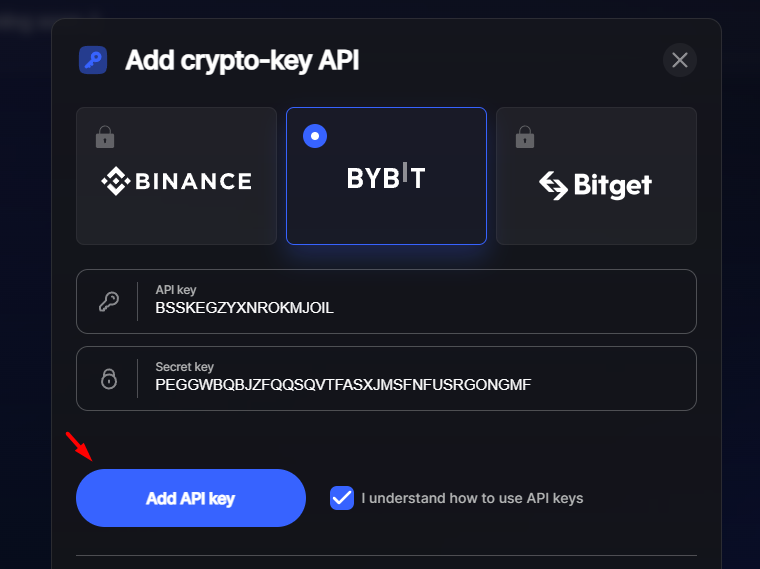 Add crypto-key API
BINANCE
BYBIT
Bitget
API key
BSSKEGZYXNROKMJOIL
Secret key
PEGGWBQBJZFQQSQVTFASXJMSFNFUSRGONGMF
Add API key
I understand how to use API keys